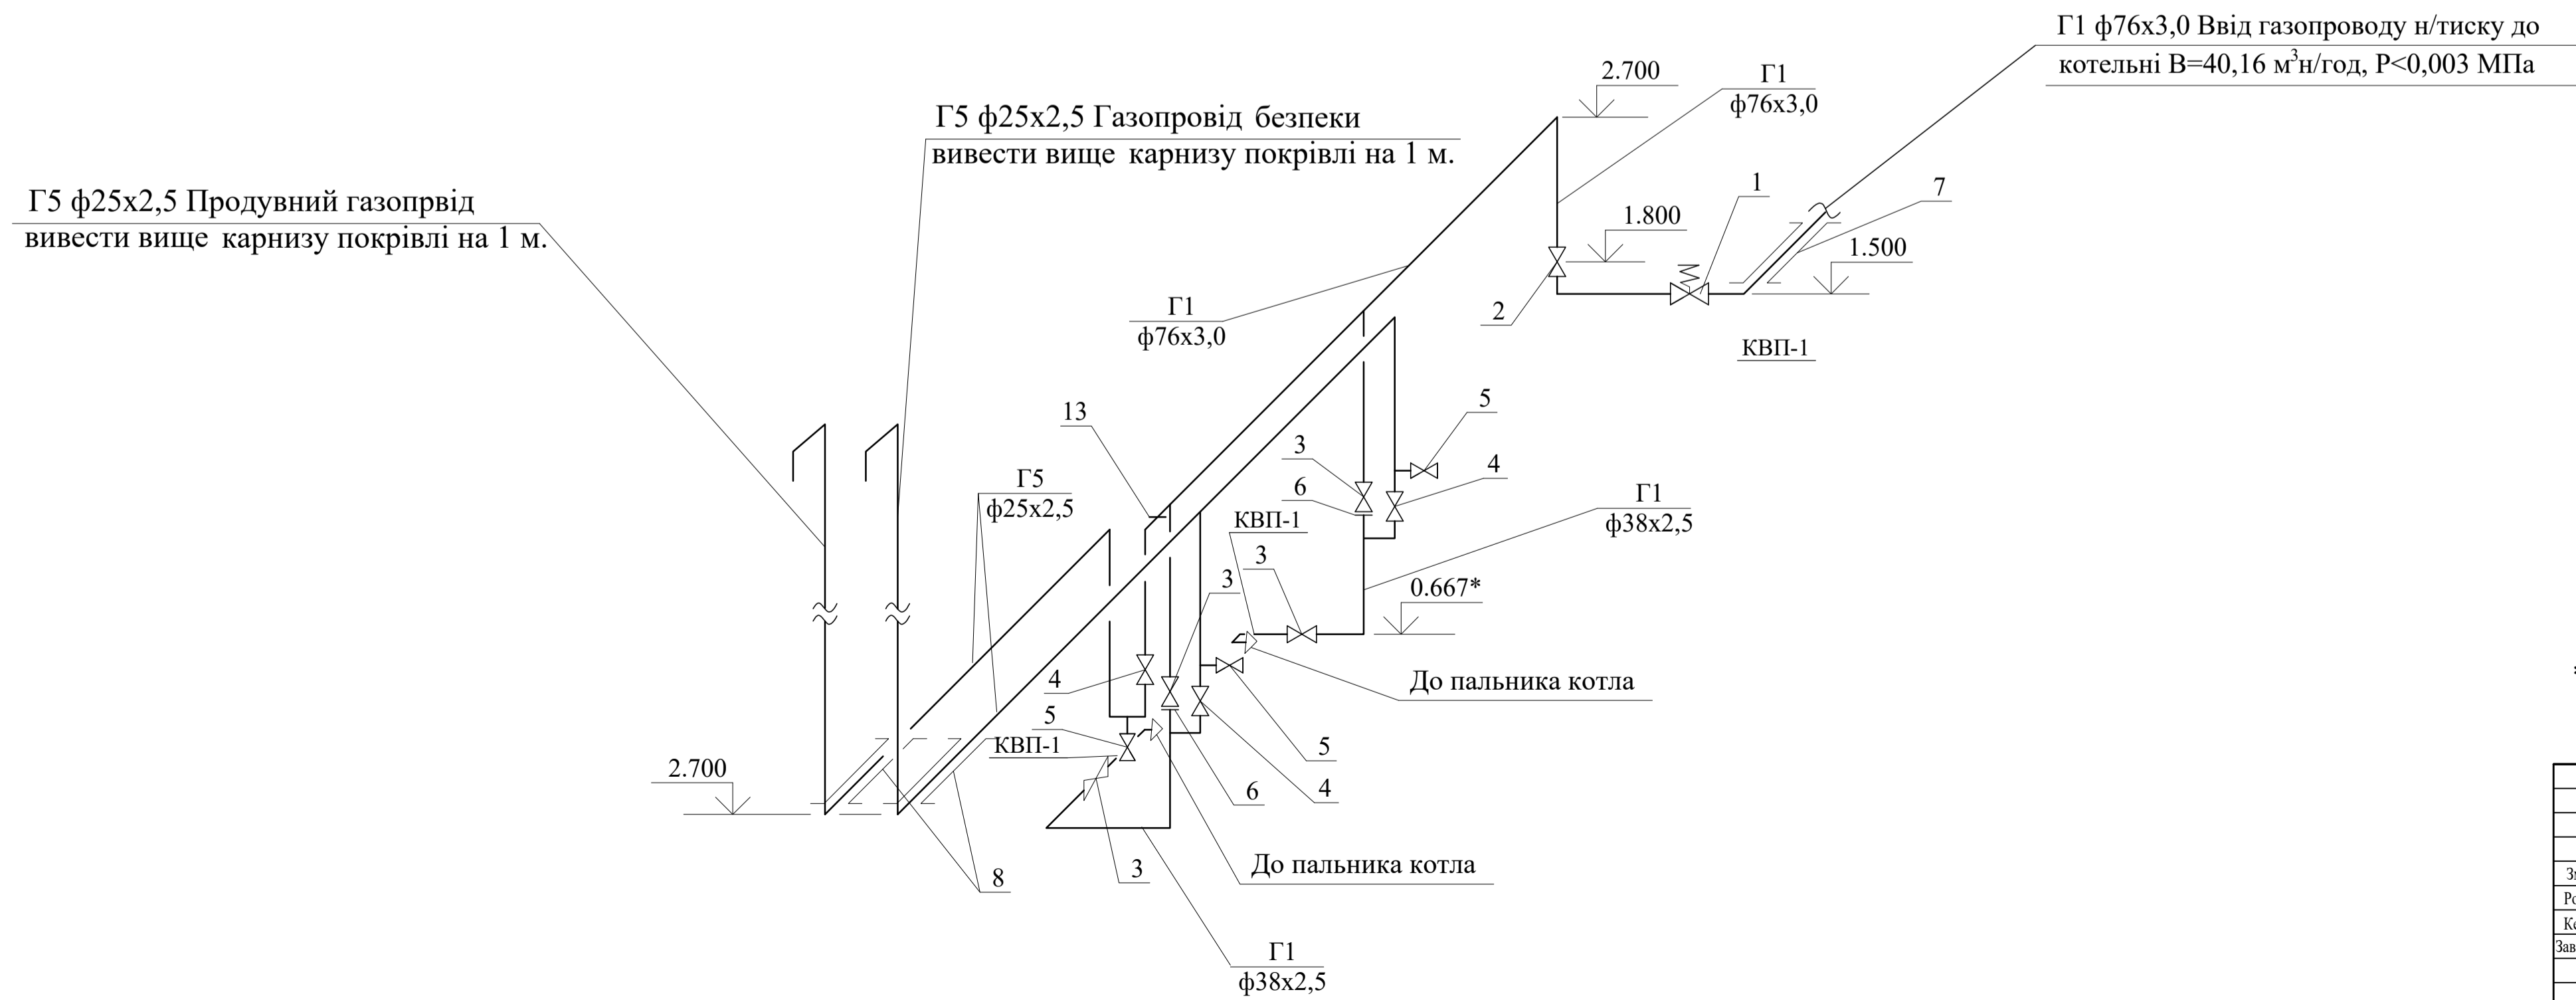 Г1 ф76х3,0 Ввід газопроводу н/тиску до
котельні В=40,16 м³н/год, Р<0,003 МПа
2.700
Г1
ф76х3,0
Г5 ф25х2,5 Газопровід безпеки
вивести вище карнизу покрівлі на 1 м.
Г5 ф25х2,5 Продувний газопрвід
вивести вище карнизу покрівлі на 1 м.
1
7
1.800
1.500
2
КВП-1
Г1
ф76х3,0
13
5
3
4
6
Г5
ф25х2,5
КВП-1
Г1
ф38х2,5
3
3
0.667*
4
До пальника котла
5
КВП-1
5
2.700
6
4
8
3
До пальника котла
Г1
ф38х2,5
Зав